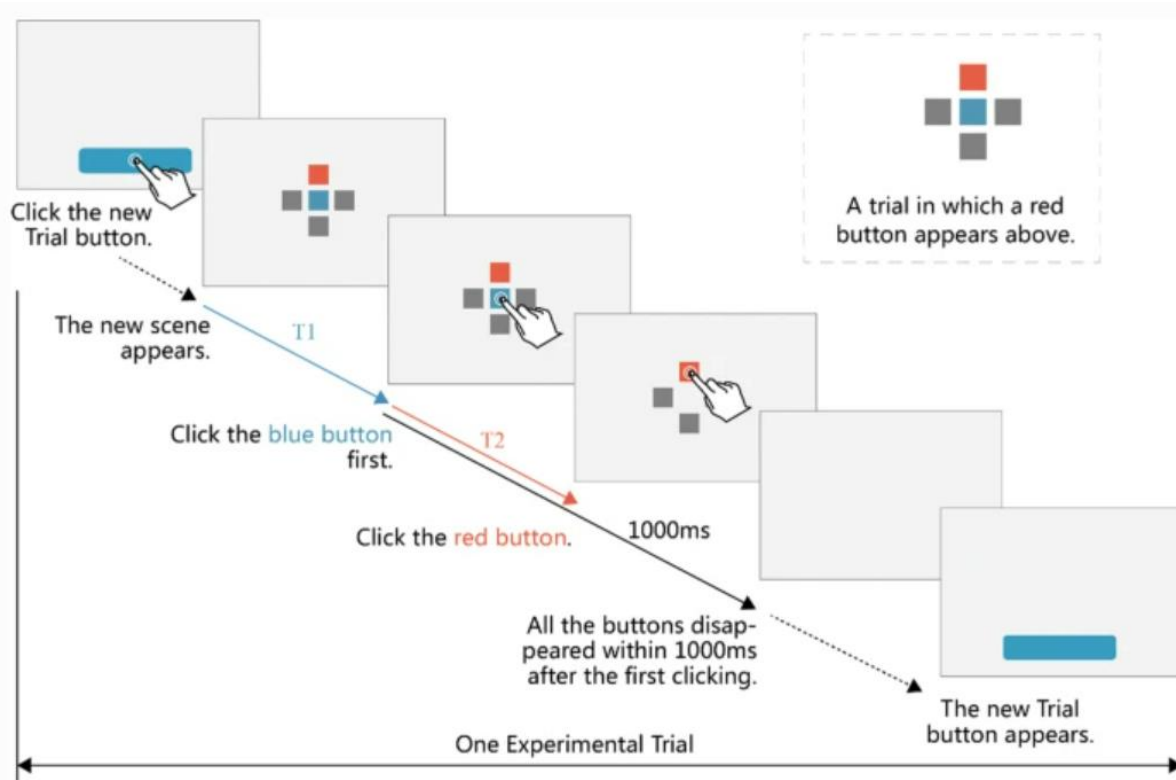 Click the new
Trial button.
The new scene
appears.
T1
Click the blue button
first.
T2
Click the red button.
1000ms
All the buttons disap-
peared within 1000ms
after the first clicking.
The new Trial
button appears.
One Experimental Trial
A trial in which a red
button appears above.